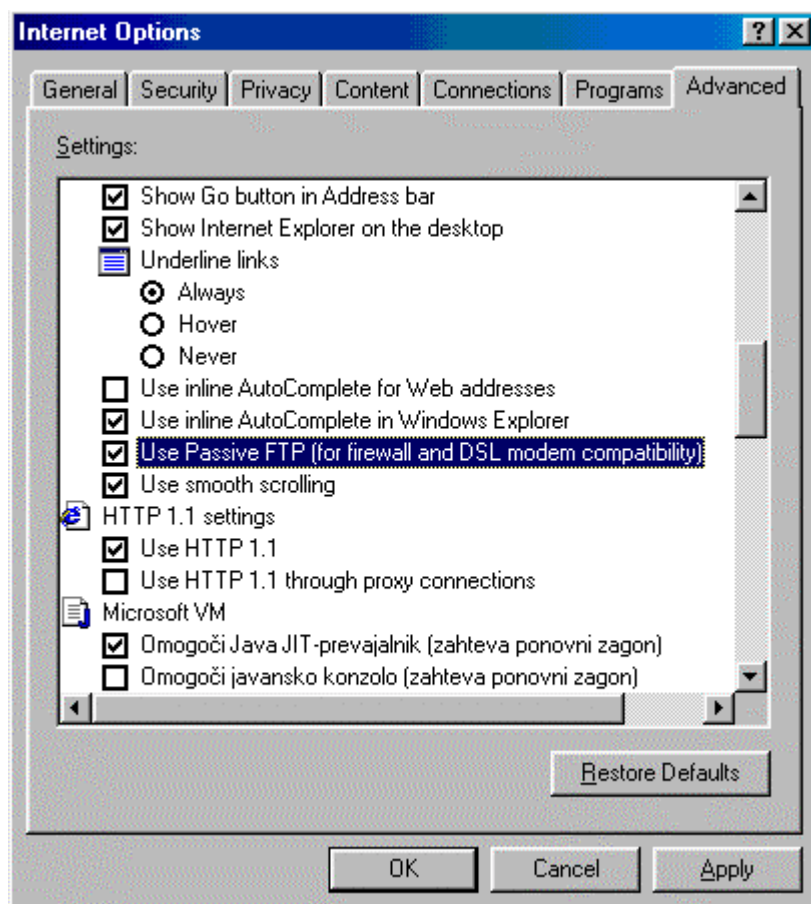 Internet Options
General Security Privacy Content Connections Programs Advanced
Settings:
Show Go button in Address bar
Show Internet Explorer on the desktop
Underline links
Always
Hover
Never
Use inline AutoComplete for Web addresses
Use inline AutoComplete in Windows Explorer
Use Passive FTP (for firewall and DSL modem compatibility)
Use smooth scrolling
HTTP 1.1 settings
Use HTTP 1.1
Use HTTP 1.1 through proxy connections
Microsoft VM
Omogoči Java JIT-prevajalnik (zahteva ponovni zagon)
Omogoči javansko konzolo (zahteva ponovni zagon)
Restore Defaults
OK Cancel Apply